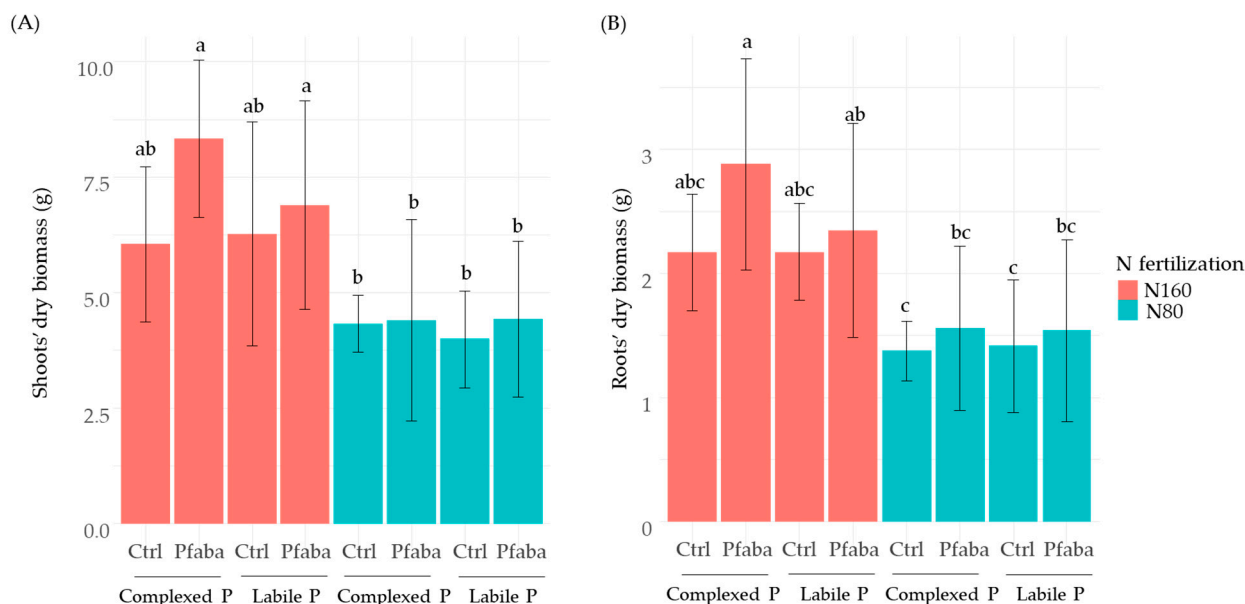 (A)
Shoots' dry biomass (g)
10.0
7.5
5.0
2.5
0.0
ab
a
ab
a
b
b
b
b
Ctrl Pfaba Ctrl Pfaba Ctrl Pfaba Ctrl Pfaba
Complexed P Labile P Complexed P Labile P
(B)
Roots' dry biomass (g)
3
2
1
0
abc
a
abc
ab
c
bc
c
bc
Ctrl Pfaba Ctrl Pfaba Ctrl Pfaba Ctrl Pfaba
Complexed P Labile P Complexed P Labile P
N fertilization
N160
N80